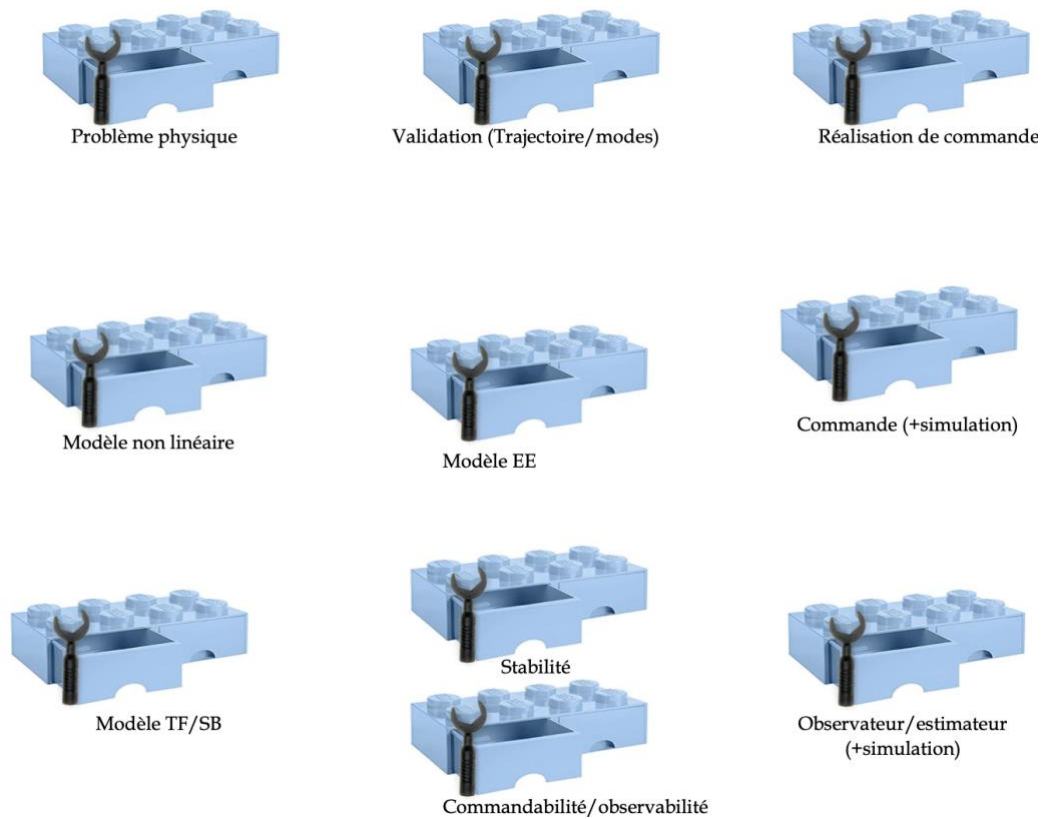 Problème physique
Validation (Trajectoire/modes)
Réalisation de commande
Modèle non linéaire
Modèle EE
Commande (+simulation)
Modèle TF/SB
Stabilité
Commandabilité/observabilité
Observateur/estimateur
(+simulation)